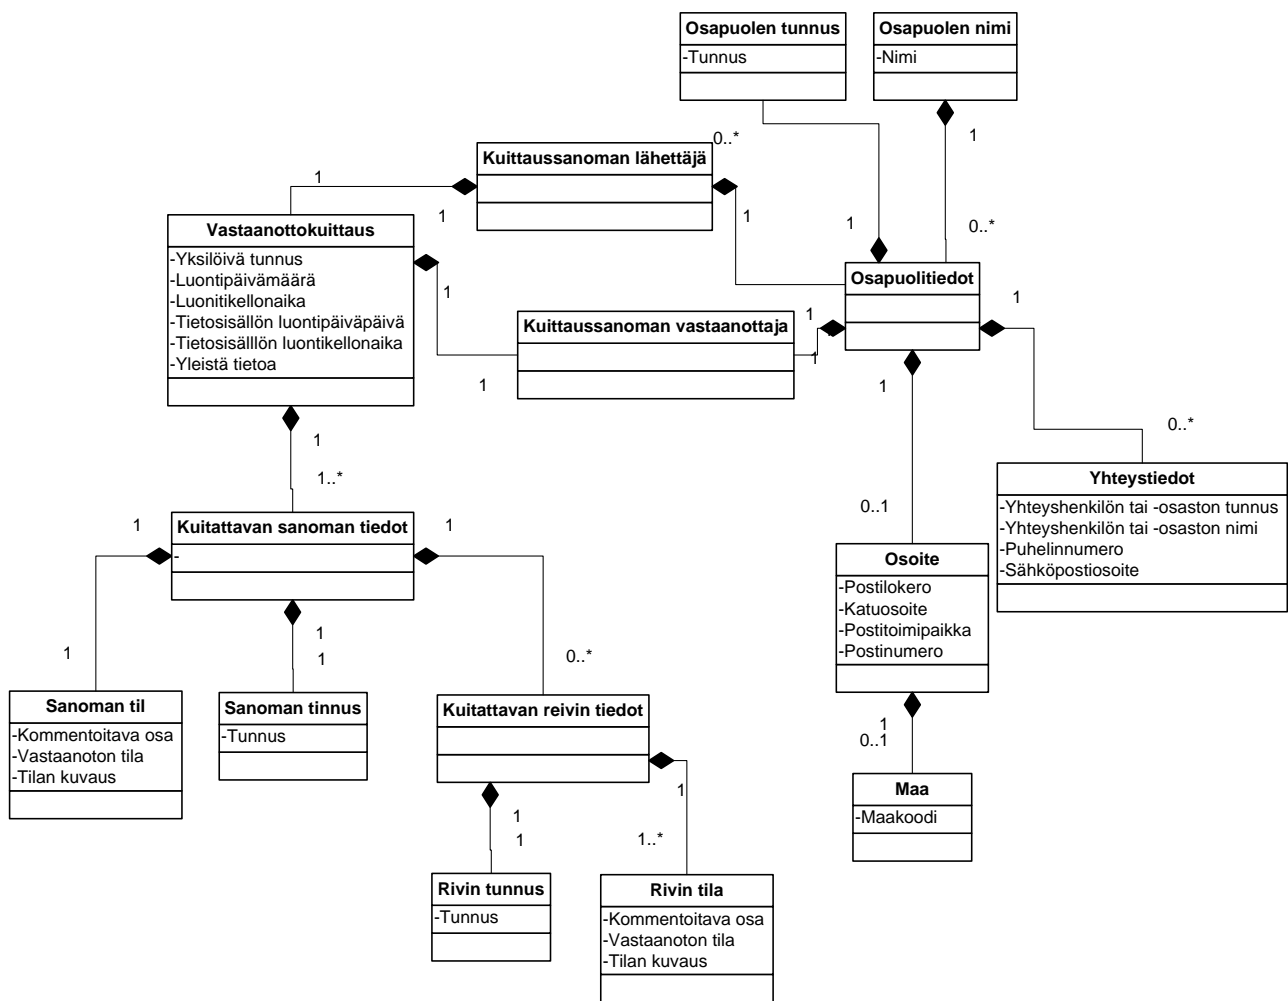 Osapuolen tunnus
-Tunnus
Osapuolen nimi
-Nimi
1
0..*
Kuittaussanoman lähettäjä
1
1
1
1
0..*
Vastaanottokuittaus
-Yksilöivä tunnus
-Luontipäivämäärä
-Luonitikellonaika
-Tietosisällön luontipäiväpäivä
-Tietosisälllön luontikellonaika
-Yleistä tietoa
Osapuolitiedot
1
1
Kuittaussanoman vastaanottaja
1
1
1
1
1
0..*
1
1..*
0..1
Yhteystiedot
-Yhteyshenkilön tai -osaston tunnus
-Yhteyshenkilön tai -osaston nimi
-Puhelinnumero
-Sähköpostiosoite
Kuitattavan sanoman tiedot
-
1
1
Osoite
-Postilokero
-Katuosoite
-Postitoimipaikka
-Postinumero
1
1
1
0..*
Sanoman til
-Kommentoitava osa
-Vastaanoton tila
-Tilan kuvaus
Sanoman tinnus
-Tunnus
Kuitattavan reivin tiedot
1
0..1
Maa
-Maakoodi
1
1
1
1..*
Rivin tunnus
-Tunnus
Rivin tila
-Kommentoitava osa
-Vastaanoton tila
-Tilan kuvaus